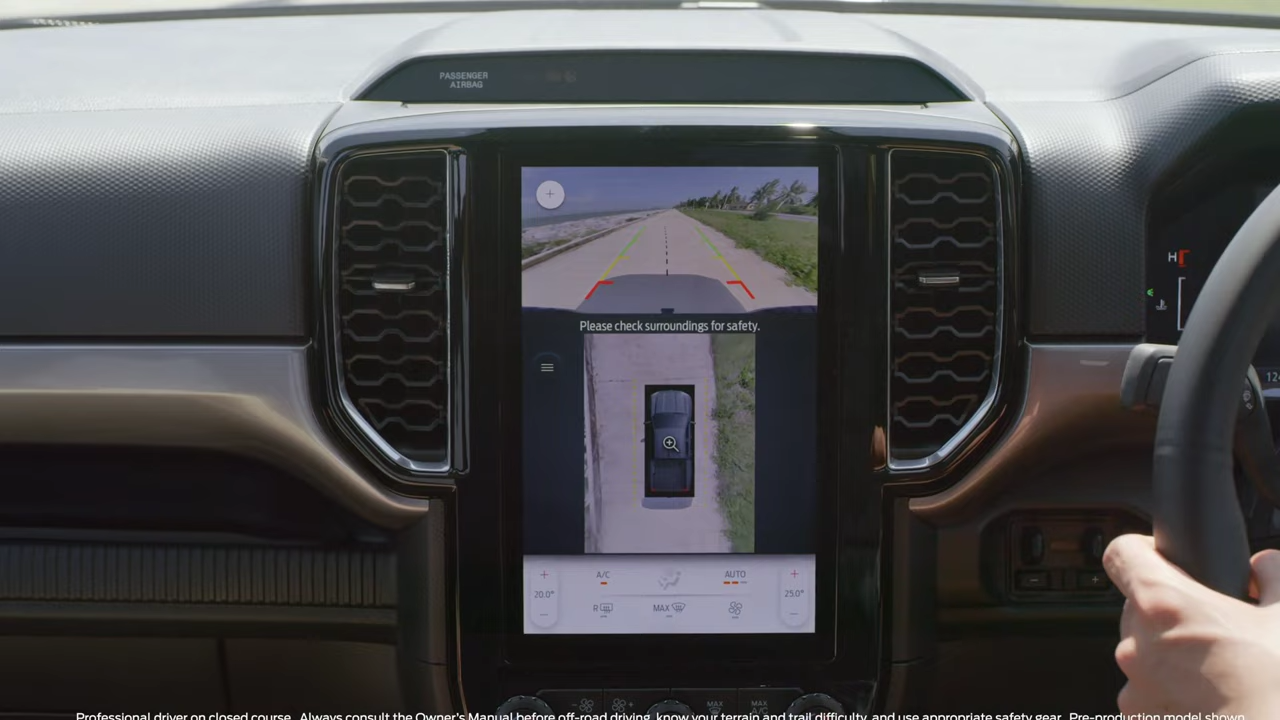 PASSENGER
AIRBAG
Please check surroundings for safety.
H
A/C
AUTO
20.0°
25.0°
R
MAX
MAX
MAX
A/C
Professional driver on closed course. Always consult the Owner's Manual before off-road driving, know your terrain and trail difficulty, and use appropriate safety gear. Pre-production model shown.